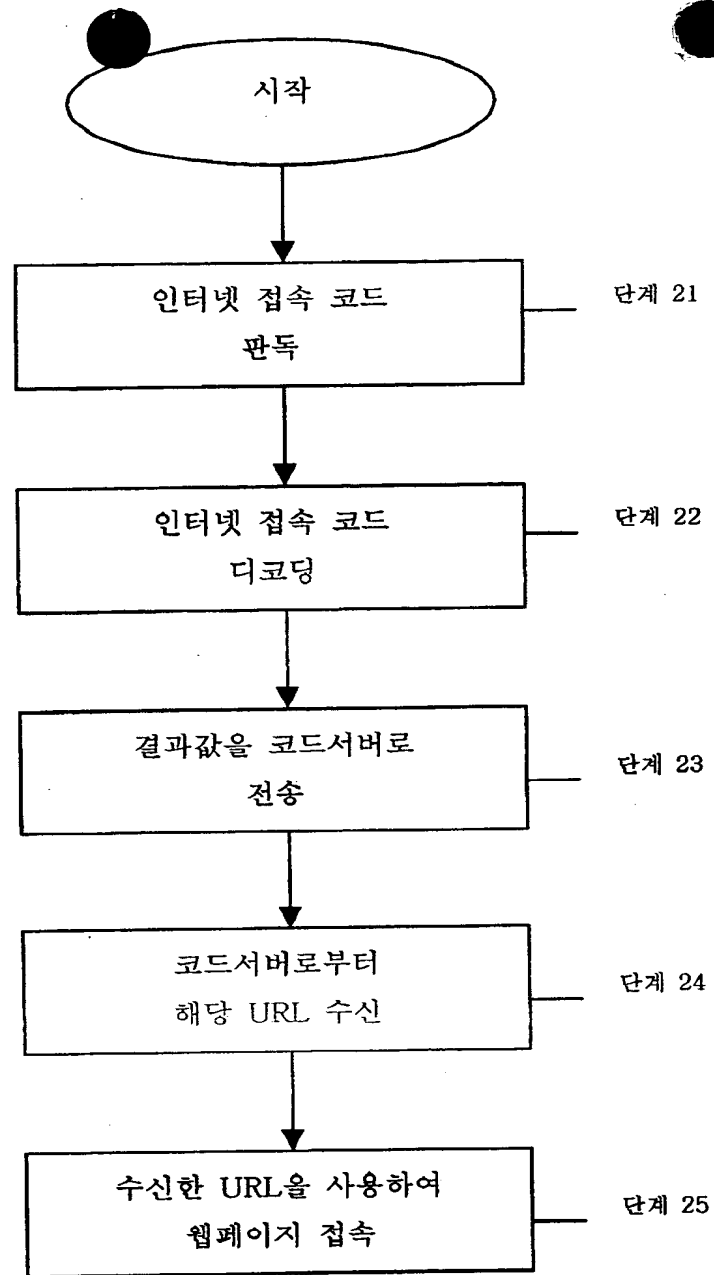 시작
인터넷 접속 코드
판독
단계 21
인터넷 접속 코드
디코딩
단계 22
결과값을 코드서버로
전송
단계 23
코드서버로부터
해당 URL 수신
단계 24
수신한 URL을 사용하여
웹페이지 접속
단계 25